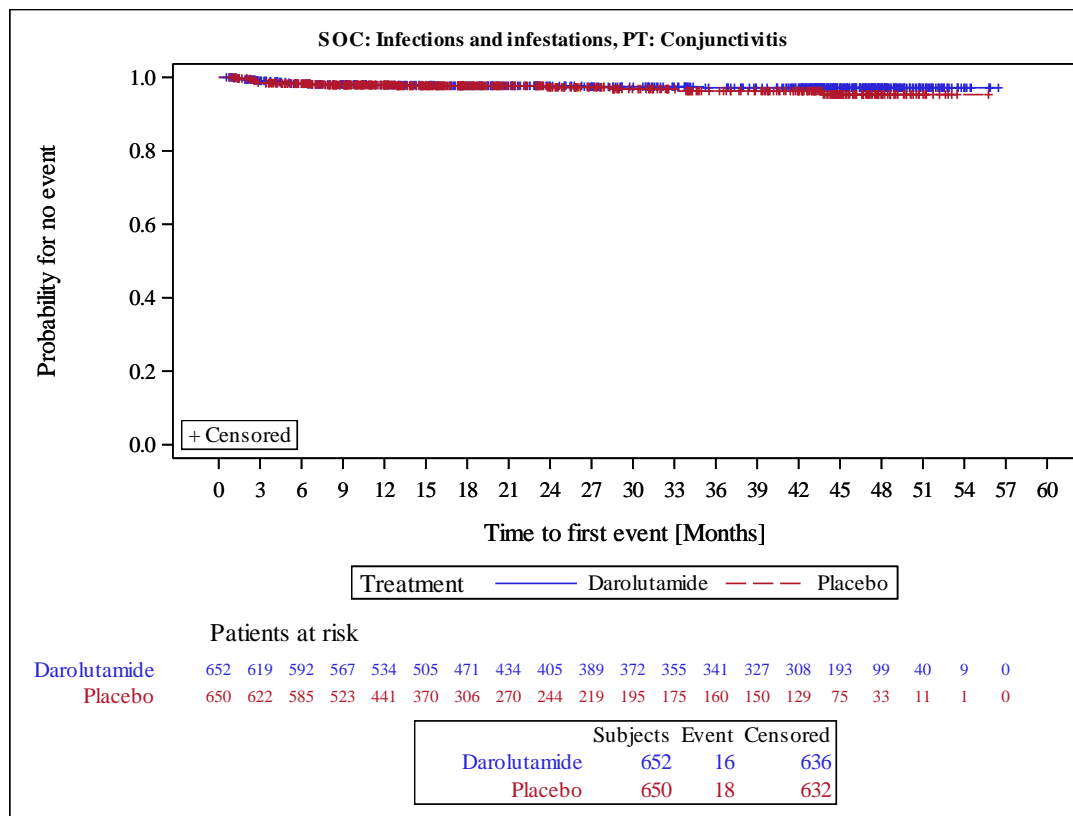 SOC: Infections and infestations, PT: Conjunctivitis
1.0
0.8
0.6
0.4
0.2
0.0
Probability for no event
+ Censored
0 3 6 9 12 15 18 21 24 27 30 33 36 39 42 45 48 51 54 57 60
Time to first event [Months]
Treatment Darolutamide Placebo
Patients at risk
Darolutamide 652 619 592 567 534 505 471 434 405 389 372 355 341 327 308 193 99 40 9 0
Placebo 650 622 585 523 441 370 306 270 244 219 195 175 160 150 129 75 33 11 1 0
Subjects Event Censored
Darolutamide 652 16 636
Placebo 650 18 632